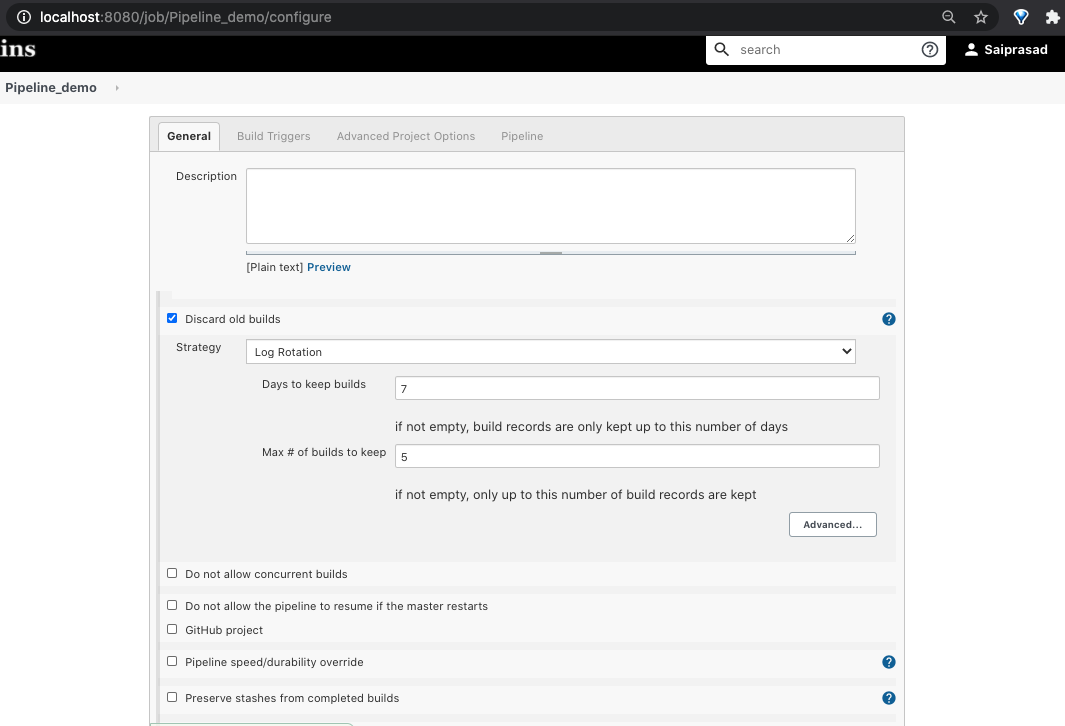 localhost:8080/job/Pipeline_demo/configure
ins
search
Saiprasad
Pipeline_demo
General Build Triggers Advanced Project Options Pipeline
Description
[Plain text] Preview
Discard old builds
Strategy
Log Rotation
Days to keep builds
7
if not empty, build records are only kept up to this number of days
Max # of builds to keep
5
if not empty, only up to this number of build records are kept
Advanced...
Do not allow concurrent builds
Do not allow the pipeline to resume if the master restarts
GitHub project
Pipeline speed/durability override
Preserve stashes from completed builds